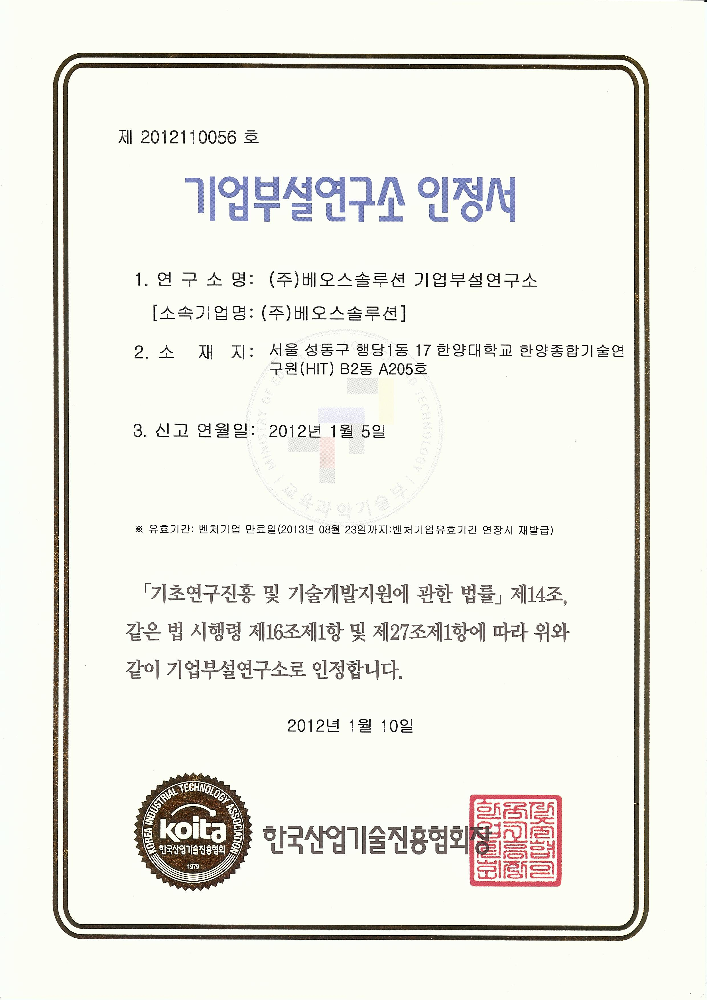 제 2012110056 호
기업부설연구소 인정서
1. 연 구 소 명: (주)베오스솔루션 기업부설연구소
[소속기업명: (주)베오스솔루션]
2. 소 재 지: 서울 성동구 행당1동 17 한양대학교 한양종합기술연
구원(HIT) B2동 A205호
3. 신고 연월일: 2012년 1월 5일
MINISTRY OF EDUCATION, SCIENCE AND TECHNOLOGY
교육과학기술부
※ 유효기간: 벤처기업 만료일(2013년 08월 23일까지:벤처기업유효기간 연장시 재발급)
「기초연구진흥 및 기술개발지원에 관한 법률」 제14조,
같은 법 시행령 제16조제1항 및 제27조제1항에 따라 위와
같이 기업부설연구소로 인정합니다.
2012년 1월 10일
KOREA INDUSTRIAL TECHNOLOGY ASSOCIATION
koita
한국산업기술진흥협회
1979
한국산업기술진흥협회장